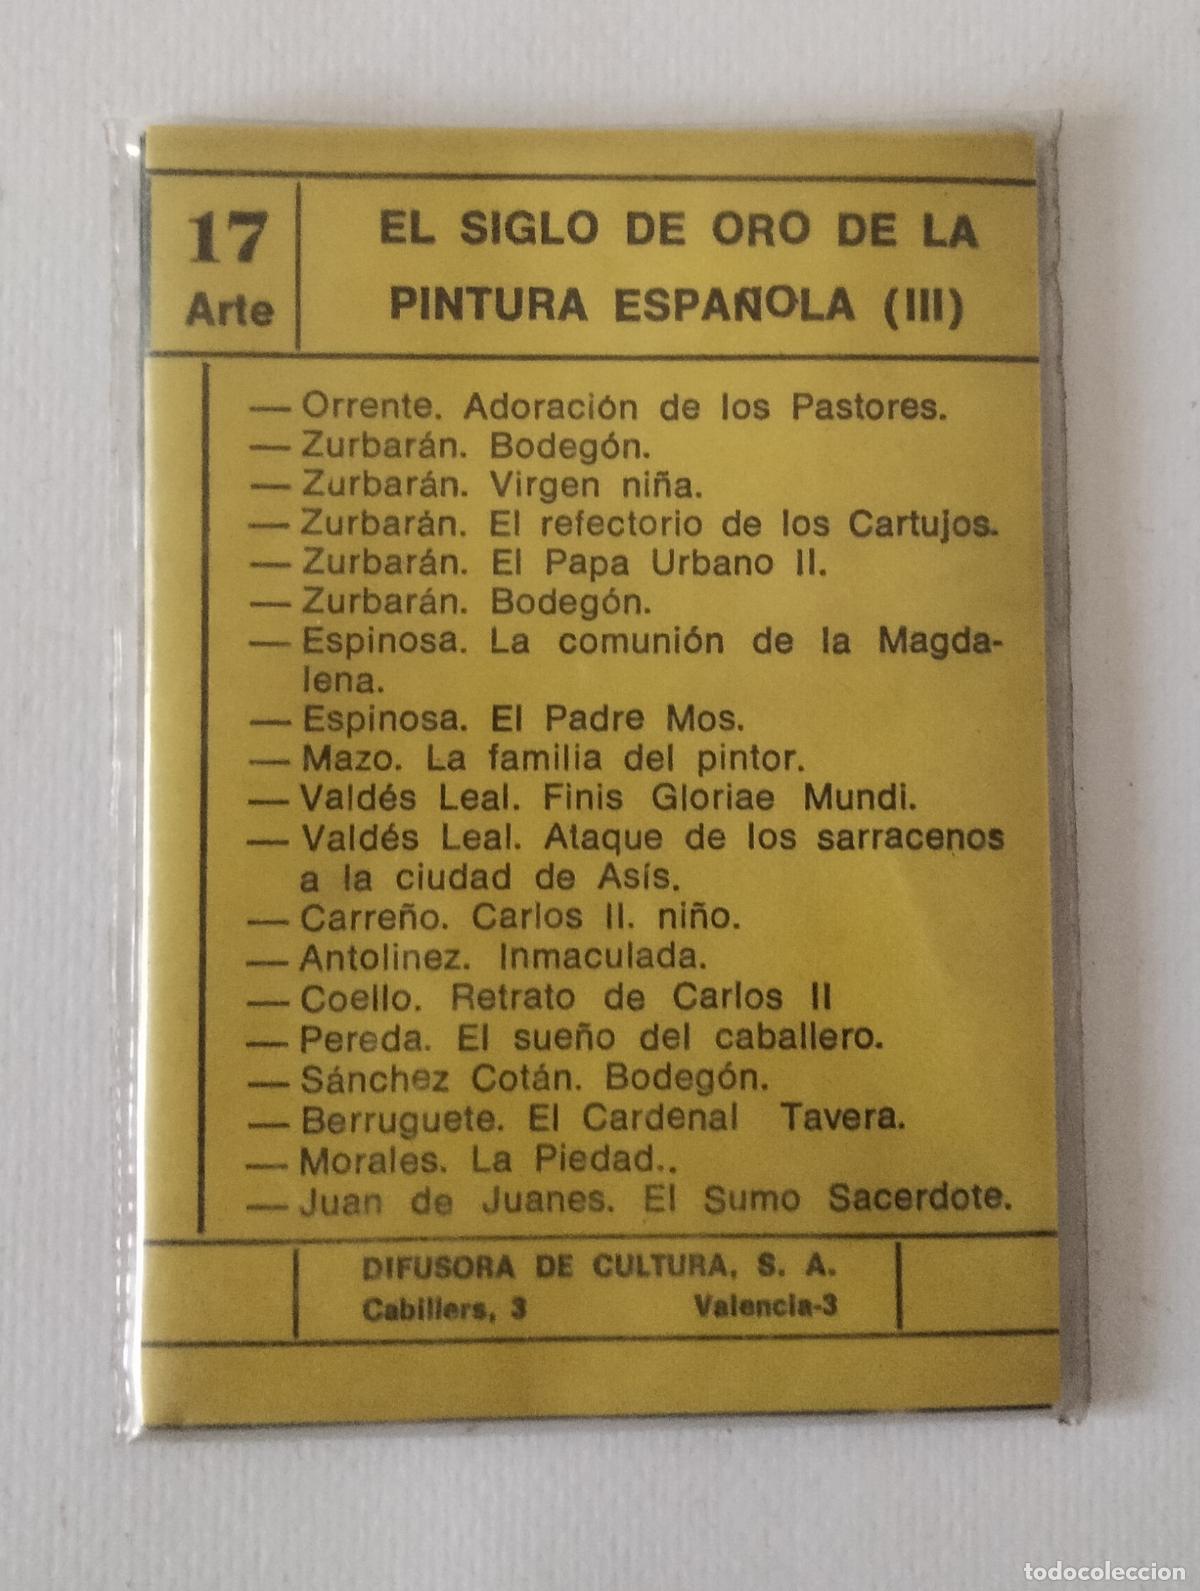 17
Arte
EL SIGLO DE ORO DE LA
PINTURA ESPAÑOLA (III)
— Orrente. Adoración de los Pastores.
— Zurbarán. Bodegón.
— Zurbarán. Virgen niña.
— Zurbarán. El refectorio de los Cartujos.
— Zurbarán. El Papa Urbano II.
— Zurbarán. Bodegón.
— Espinosa. La comunión de la Magda-
lena.
— Espinosa. El Padre Mos.
— Mazo. La familia del pintor.
— Valdés Leal. Finis Gloriae Mundi.
— Valdés Leal. Ataque de los sarracenos
a la ciudad de Asís.
— Carreño. Carlos II. niño.
— Antolinez. Inmaculada.
— Coello. Retrato de Carlos II
— Pereda. El sueño del caballero.
— Sánchez Cotán. Bodegón.
— Berruguete. El Cardenal Tavera.
— Morales. La Piedad..
— Juan de Juanes. El Sumo Sacerdote.
DIFUSORA DE CULTURA, S. A.
Cabillers, 3 Valencia-3
todocoleccion